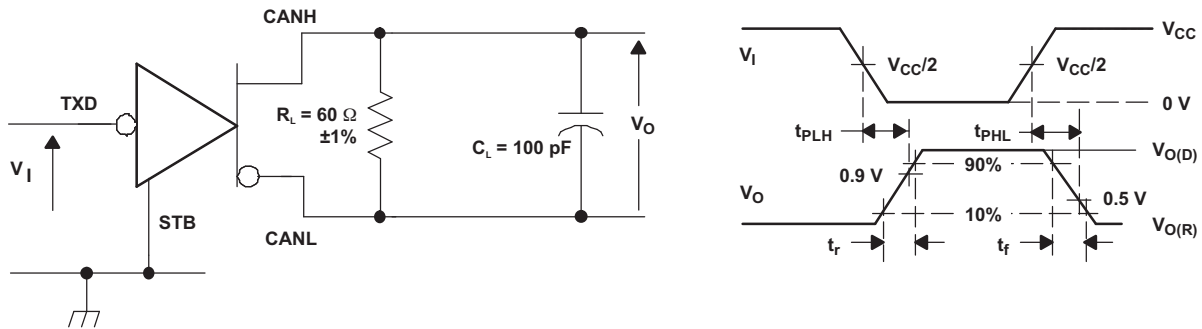 CANH
TXD
V_I
STB
CANL
R_L = 60 Ω
±1%
C_L = 100 pF
V_O
V_I
V_CC
V_CC/2
V_CC/2
0 V
t_PLH
t_PHL
V_O(D)
90%
0.9 V
0.5 V
V_O
10%
V_O(R)
t_r
t_f